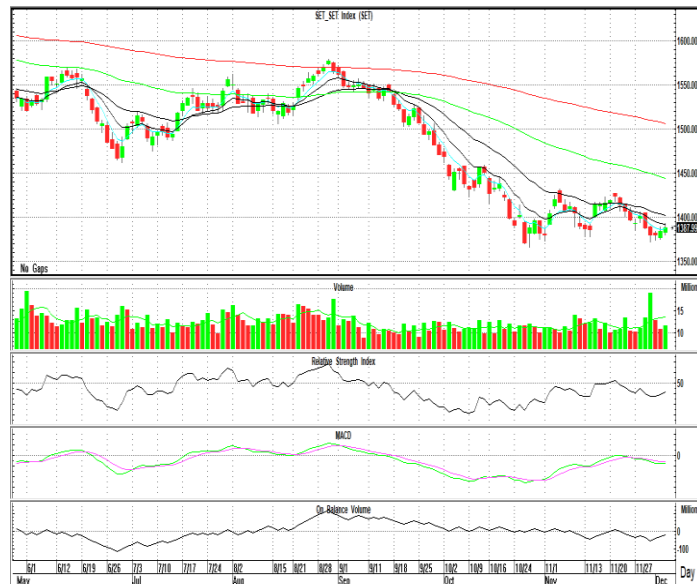 SET_SET Index (SET)
1600.00
1550.00
1500.00
1450.00
1400.00
1387.99
1350.00
No Gaps
Volume
Million
15
10
Relative Strength Index
50
MACD
0
On Balance Volume
Million
0
-100
6/1 6/12 6/19 6/26 7/3 7/10 7/17 7/24 8/2 8/15 8/21 8/28 9/1 9/11 9/18 9/25 10/2 10/9 10/16 10/24 11/1 11/13 11/20 11/27
May Jul Aug Sep Oct Nov Dec Day